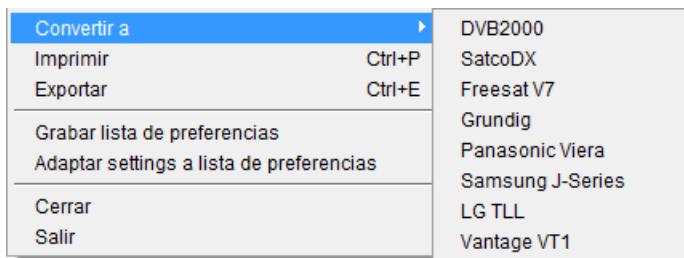 Convertir a
Imprimir Ctrl+P
Exportar Ctrl+E
Grabar lista de preferencias
Adaptar settings a lista de preferencias
Cerrar
Salir
DVB2000
SatcoDX
Freesat V7
Grundig
Panasonic Viera
Samsung J-Series
LG TLL
Vantage VT1